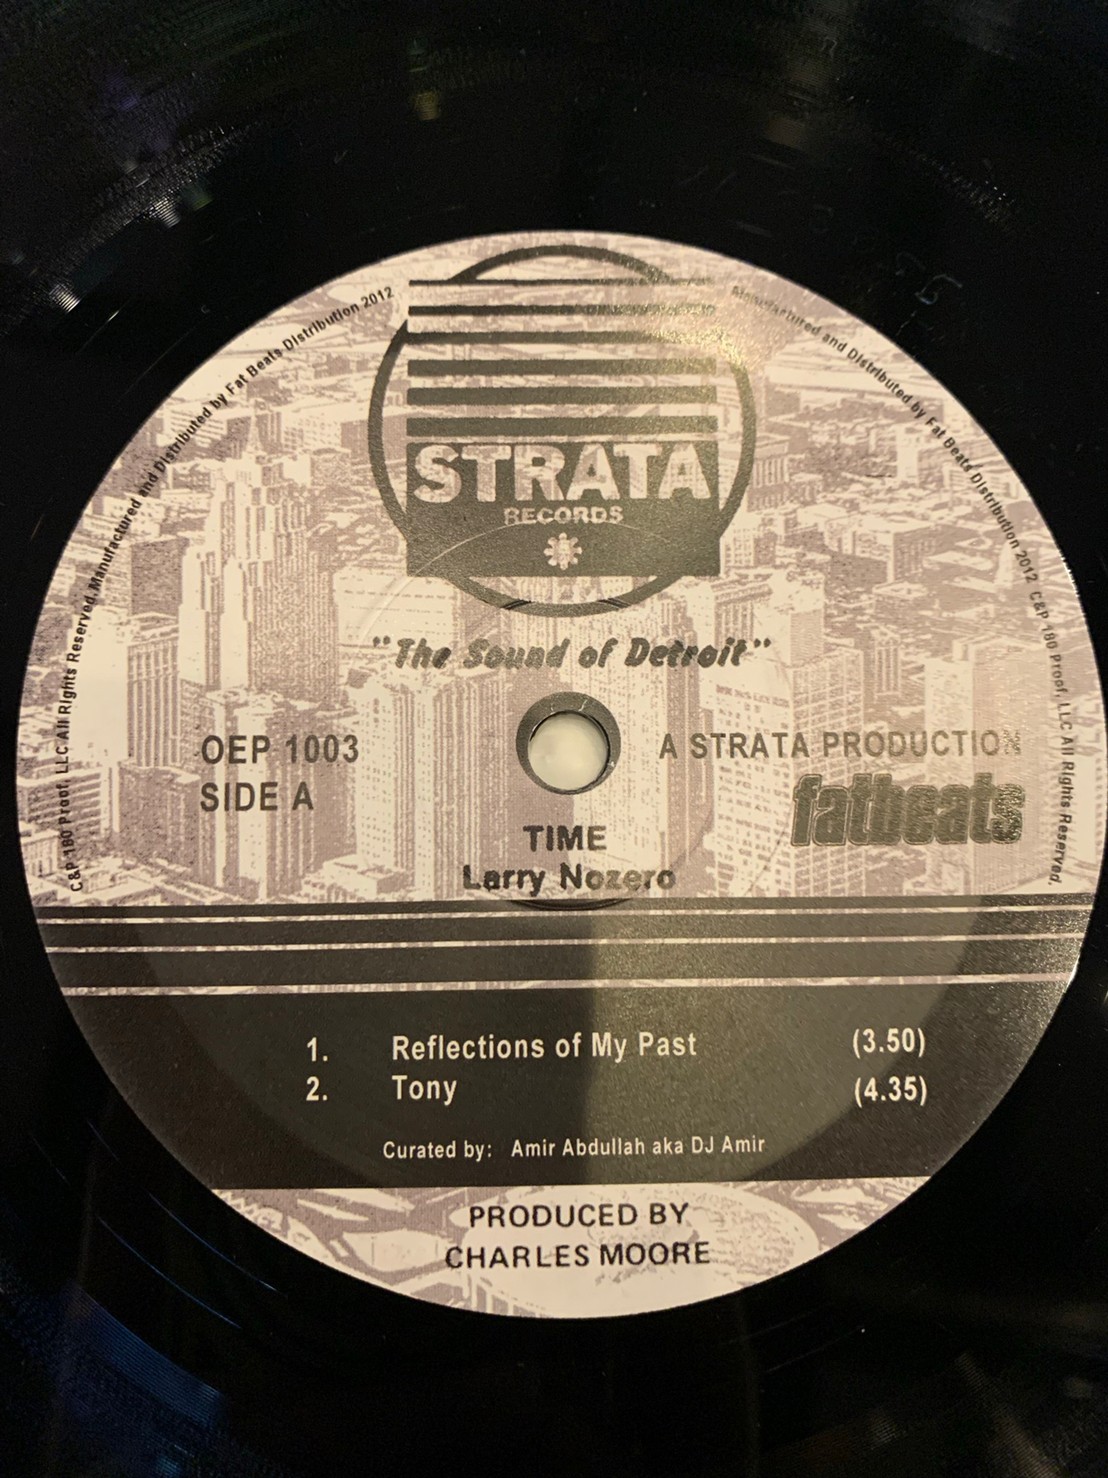 STRATA
RECORDS
"The Sound of Detroit"
OEP 1003
SIDE A
A STRATA PRODUCTION
fatbeats
TIME
Larry Nozero
1. Reflections of My Past (3.50)
2. Tony (4.35)
Curated by: Amir Abdullah aka DJ Amir
PRODUCED BY
CHARLES MOORE
C&P 180 Proof, LLC All Rights Reserved. Manufactured and Distributed by Fat Beats Distribution 2012
Manufactured and Distributed by Fat Beats Distribution 2012 C&P 180 Proof, LLC All Rights Reserved.